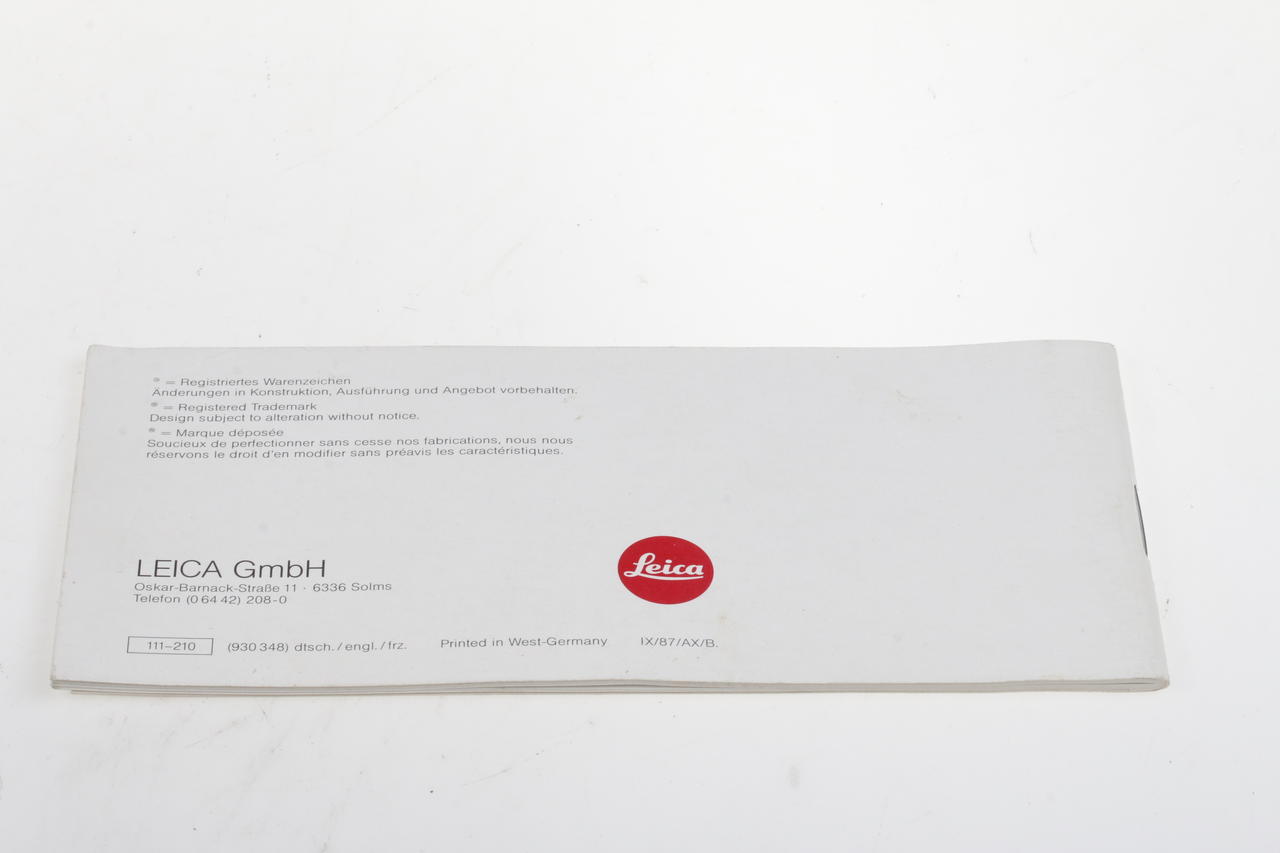 ® = Registriertes Warenzeichen
Änderungen in Konstruktion, Ausführung und Angebot vorbehalten.
® = Registered Trademark
Design subject to alteration without notice.
® = Marque déposée
Soucieux de perfectionner sans cesse nos fabrications, nous nous
réservons le droit d'en modifier sans préavis les caractéristiques.
LEICA GmbH
Oskar-Barnack-Straße 11 · 6336 Solms
Telefon (0 64 42) 208-0
Leica
111–210 (930 348) dtsch./engl./frz. Printed in West-Germany IX/87/AX/B.